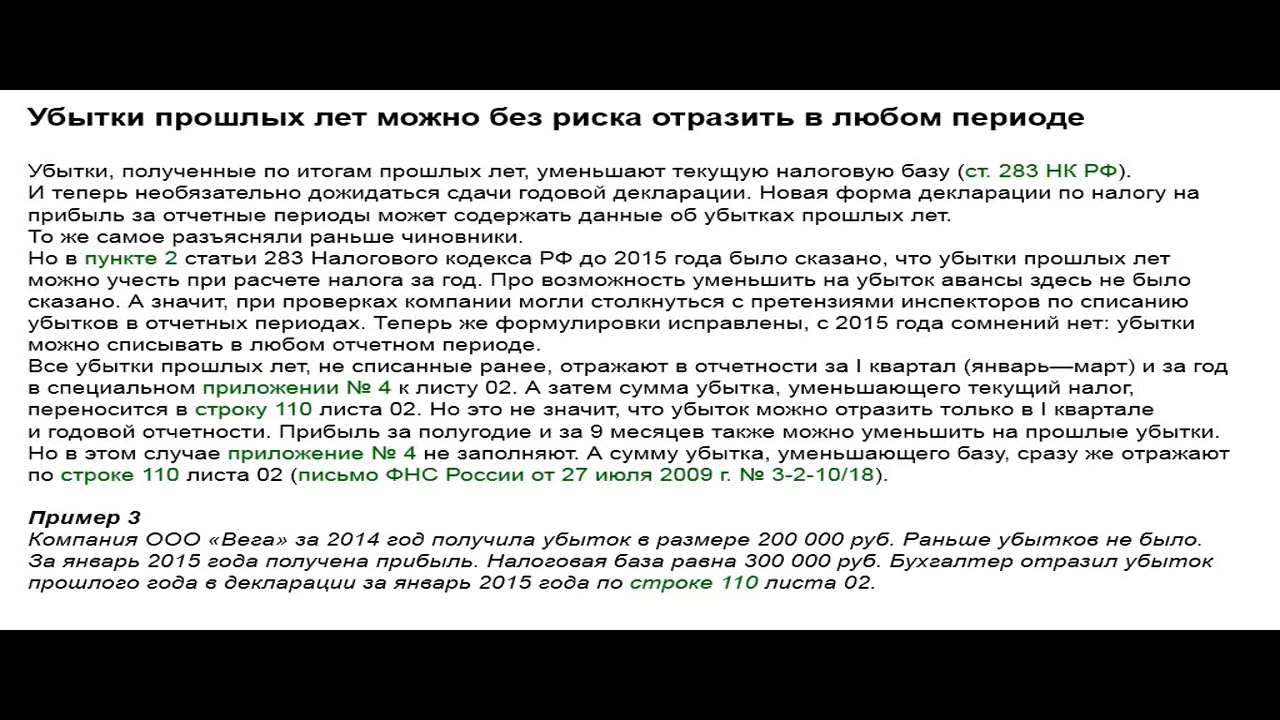 Убытки прошлых лет можно без риска отразить в любом периоде
Убытки, полученные по итогам прошлых лет, уменьшают текущую налоговую базу (ст. 283 НК РФ).
И теперь необязательно дожидаться сдачи годовой декларации. Новая форма декларации по налогу на
прибыль за отчетные периоды может содержать данные об убытках прошлых лет.
То же самое разъясняли раньше чиновники.
Но в пункте 2 статьи 283 Налогового кодекса РФ до 2015 года было сказано, что убытки прошлых лет
можно учесть при расчете налога за год. Про возможность уменьшить на убыток авансы здесь не было
сказано. А значит, при проверках компании могли столкнуться с претензиями инспекторов по списанию
убытков в отчетных периодах. Теперь же формулировки исправлены, с 2015 года сомнений нет: убытки
можно списывать в любом отчетном периоде.
Все убытки прошлых лет, не списанные ранее, отражают в отчетности за I квартал (январь—март) и за год
в специальном приложении № 4 к листу 02. А затем сумма убытка, уменьшающего текущий налог,
переносится в строку 110 листа 02. Но это не значит, что убыток можно отразить только в I квартале
и годовой отчетности. Прибыль за полугодие и за 9 месяцев также можно уменьшить на прошлые убытки.
Но в этом случае приложение № 4 не заполняют. А сумму убытка, уменьшающего базу, сразу же отражают
по строке 110 листа 02 (письмо ФНС России от 27 июля 2009 г. № 3-2-10/18).
Пример 3
Компания ООО «Вега» за 2014 год получила убыток в размере 200 000 руб. Раньше убытков не было.
За январь 2015 года получена прибыль. Налоговая база равна 300 000 руб. Бухгалтер отразил убыток
прошлого года в декларации за январь 2015 года по строке 110 листа 02.